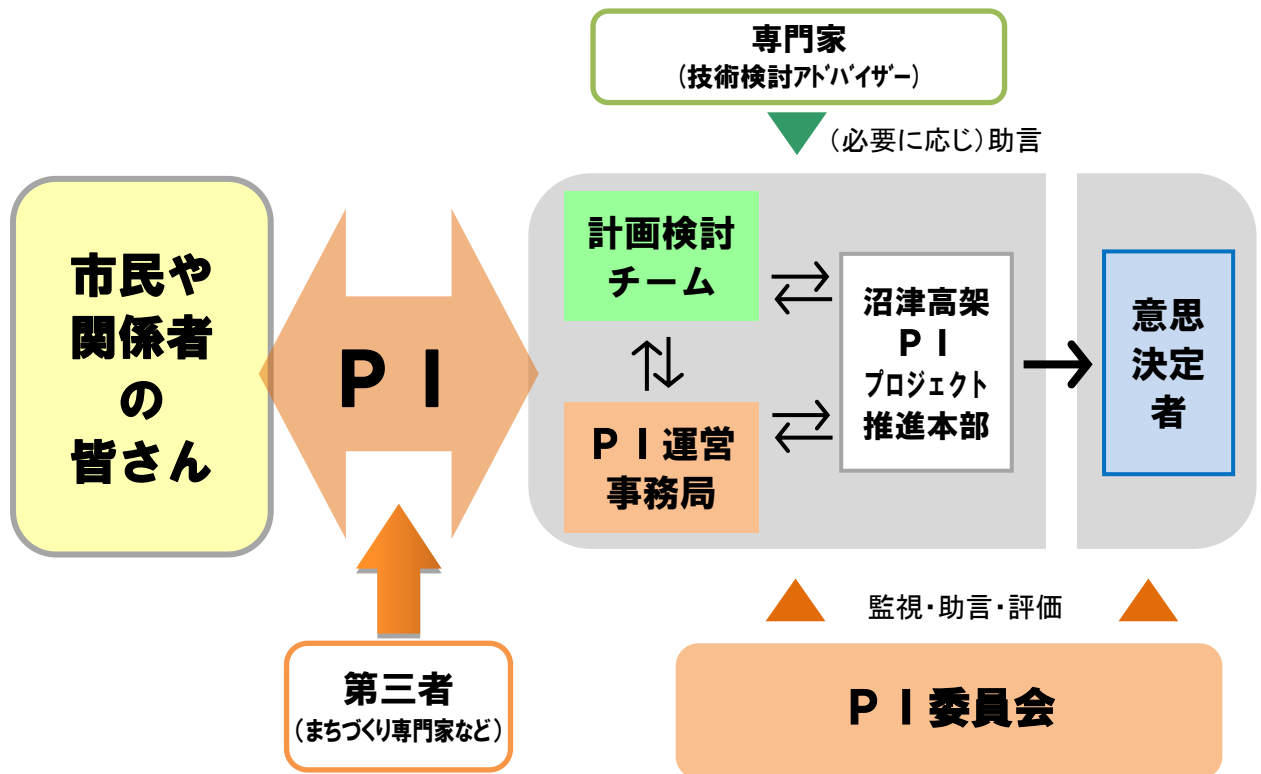 専門家
(技術検討ｱﾄﾞﾊﾞｲｻﾞｰ)
(必要に応じ)助言
市民や
関係者
の
皆さん
ＰＩ
計画検討
チーム
ＰＩ運営
事務局
沼津高架
ＰＩ
プロジェクト
推進本部
意思
決定
者
監視・助言・評価
第三者
(まちづくり専門家など)
ＰＩ委員会